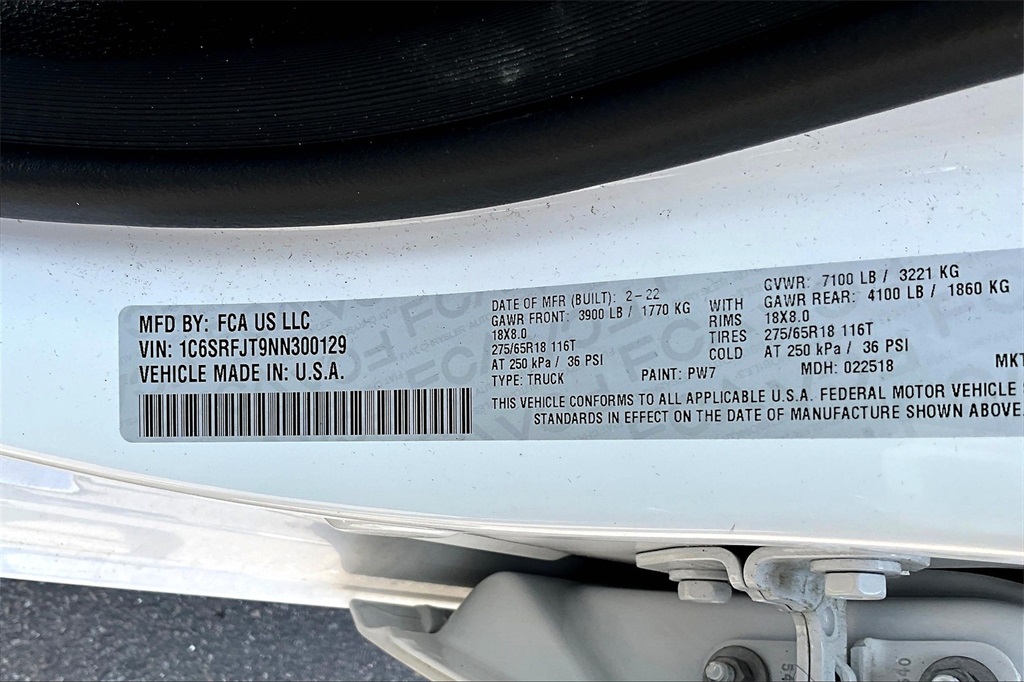 MFD BY: FCA US LLC
VIN: 1C6SRFJT9NN300129
VEHICLE MADE IN: U.S.A.
DATE OF MFR (BUILT): 2-22
GAWR FRONT: 3900 LB / 1770 KG
18X8.0
275/65R18 116T
AT 250 kPa / 36 PSI
TYPE: TRUCK
PAINT: PW7
WITH
RIMS
TIRES
COLD
GVWR: 7100 LB / 3221 KG
GAWR REAR: 4100 LB / 1860 KG
18X8.0
275/65R18 116T
AT 250 kPa / 36 PSI
MDH: 022518
MKT
THIS VEHICLE CONFORMS TO ALL APPLICABLE U.S.A. FEDERAL MOTOR VEHICLE
STANDARDS IN EFFECT ON THE DATE OF MANUFACTURE SHOWN ABOVE.